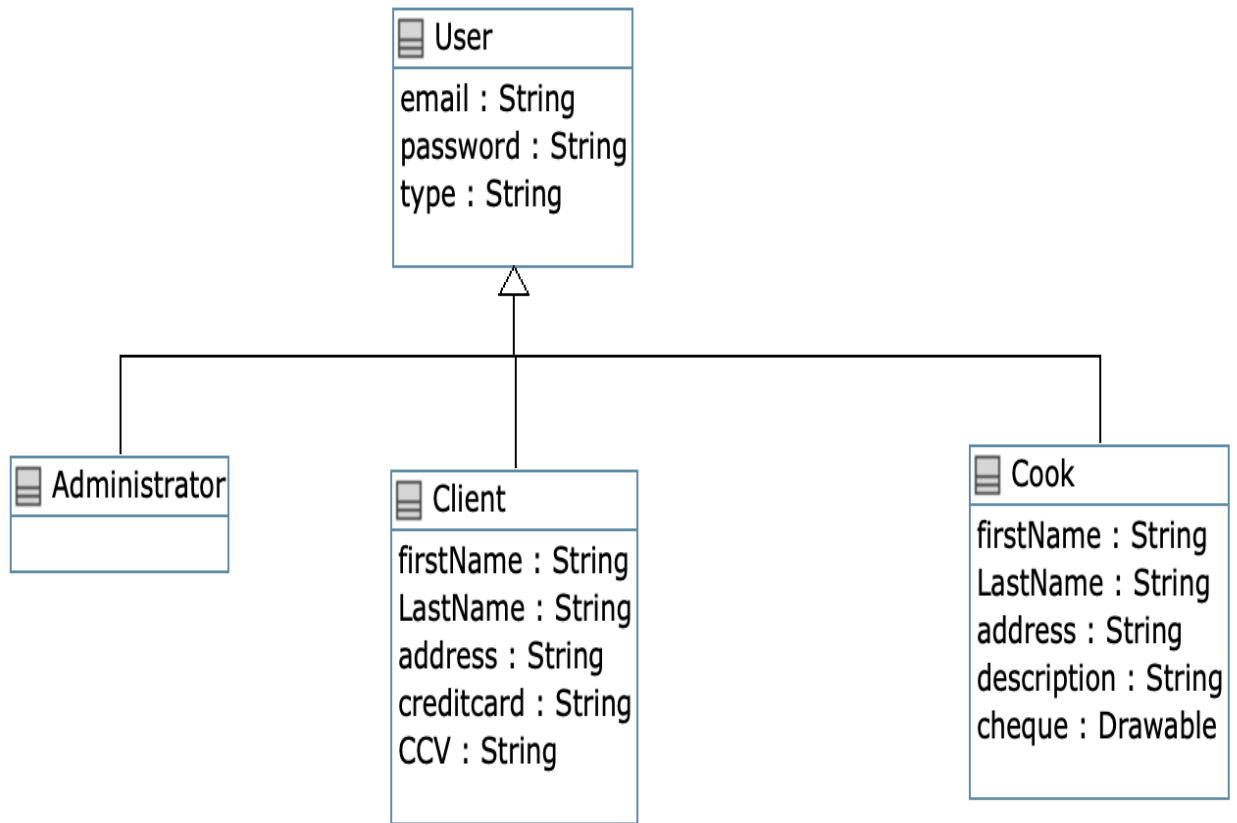 User
email : String
password : String
type : String
Administrator
Client
firstName : String
LastName : String
address : String
creditcard : String
CCV : String
Cook
firstName : String
LastName : String
address : String
description : String
cheque : Drawable